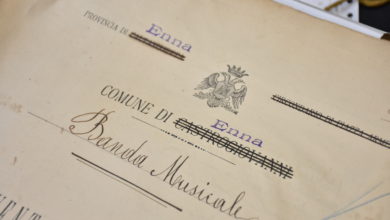 PROVINCIA DI Enna
COMUNE DI Enna
CASTROGIOVANNI
Banda Musicale